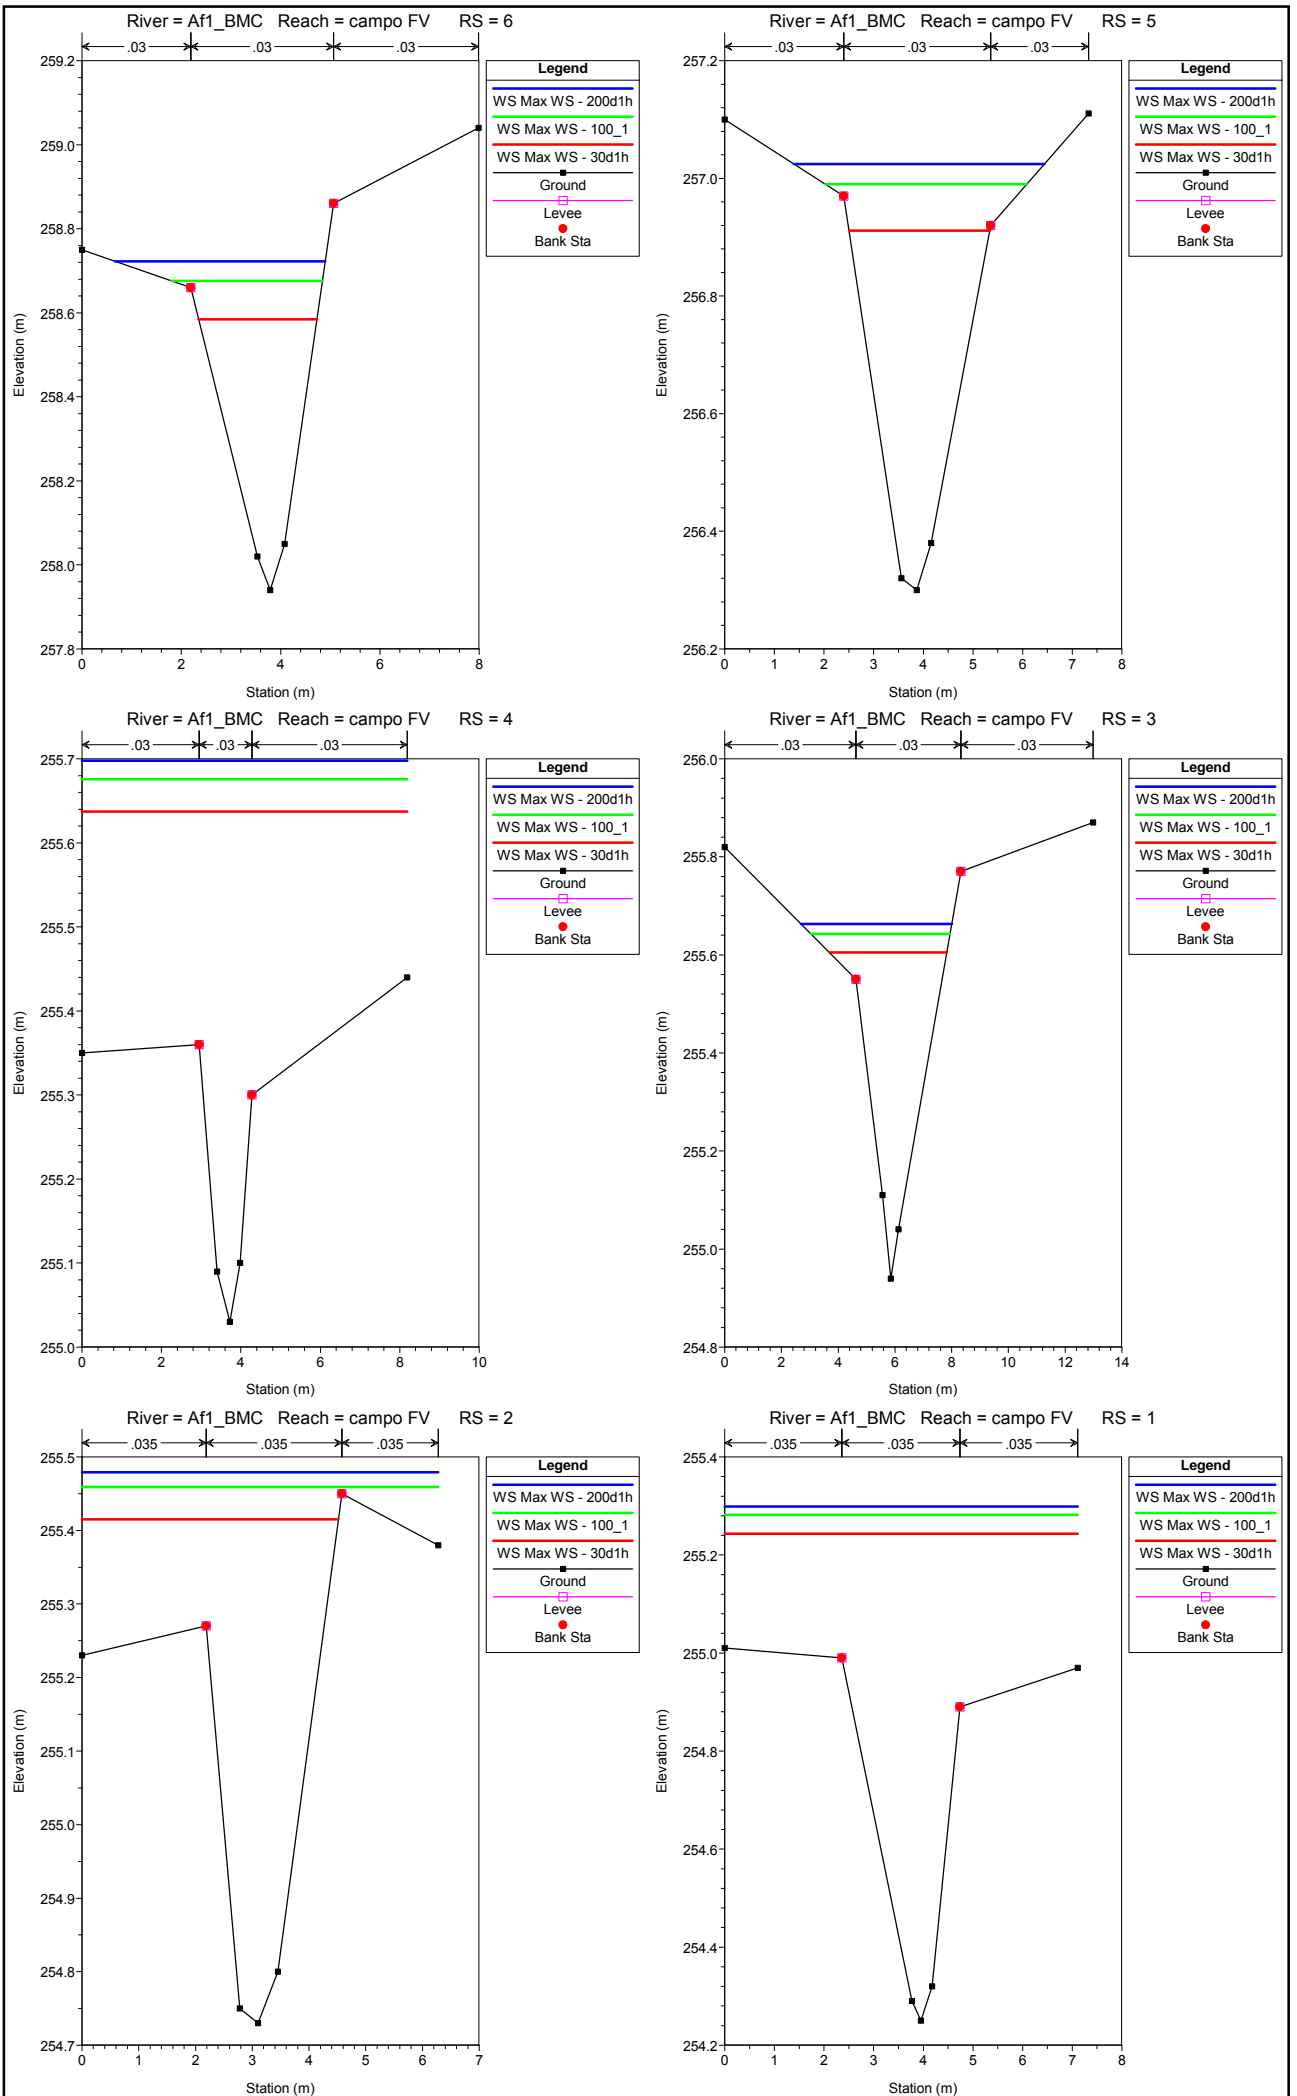 River = Af1_BMC Reach = campo FV RS = 6
.03 .03 .03
259.2
259.0
258.8
258.6
258.4
258.2
258.0
257.8
Elevation (m)
0 2 4 6 8
Station (m)
Legend
WS Max WS - 200d1h
WS Max WS - 100_1
WS Max WS - 30d1h
Ground
Levee
Bank Sta
River = Af1_BMC Reach = campo FV RS = 5
.03 .03 .03
257.2
257.0
256.8
256.6
256.4
256.2
Elevation (m)
0 1 2 3 4 5 6 7 8
Station (m)
Legend
WS Max WS - 200d1h
WS Max WS - 100_1
WS Max WS - 30d1h
Ground
Levee
Bank Sta
River = Af1_BMC Reach = campo FV RS = 4
.03 .03 .03
255.7
255.6
255.5
255.4
255.3
255.2
255.1
255.0
Elevation (m)
0 2 4 6 8 10
Station (m)
Legend
WS Max WS - 200d1h
WS Max WS - 100_1
WS Max WS - 30d1h
Ground
Levee
Bank Sta
River = Af1_BMC Reach = campo FV RS = 3
.03 .03 .03
256.0
255.8
255.6
255.4
255.2
255.0
254.8
Elevation (m)
0 2 4 6 8 10 12 14
Station (m)
Legend
WS Max WS - 200d1h
WS Max WS - 100_1
WS Max WS - 30d1h
Ground
Levee
Bank Sta
River = Af1_BMC Reach = campo FV RS = 2
.035 .035 .035
255.5
255.4
255.3
255.2
255.1
255.0
254.9
254.8
254.7
Elevation (m)
0 1 2 3 4 5 6 7
Station (m)
Legend
WS Max WS - 200d1h
WS Max WS - 100_1
WS Max WS - 30d1h
Ground
Levee
Bank Sta
River = Af1_BMC Reach = campo FV RS = 1
.035 .035 .035
255.4
255.2
255.0
254.8
254.6
254.4
254.2
Elevation (m)
0 1 2 3 4 5 6 7 8
Station (m)
Legend
WS Max WS - 200d1h
WS Max WS - 100_1
WS Max WS - 30d1h
Ground
Levee
Bank Sta